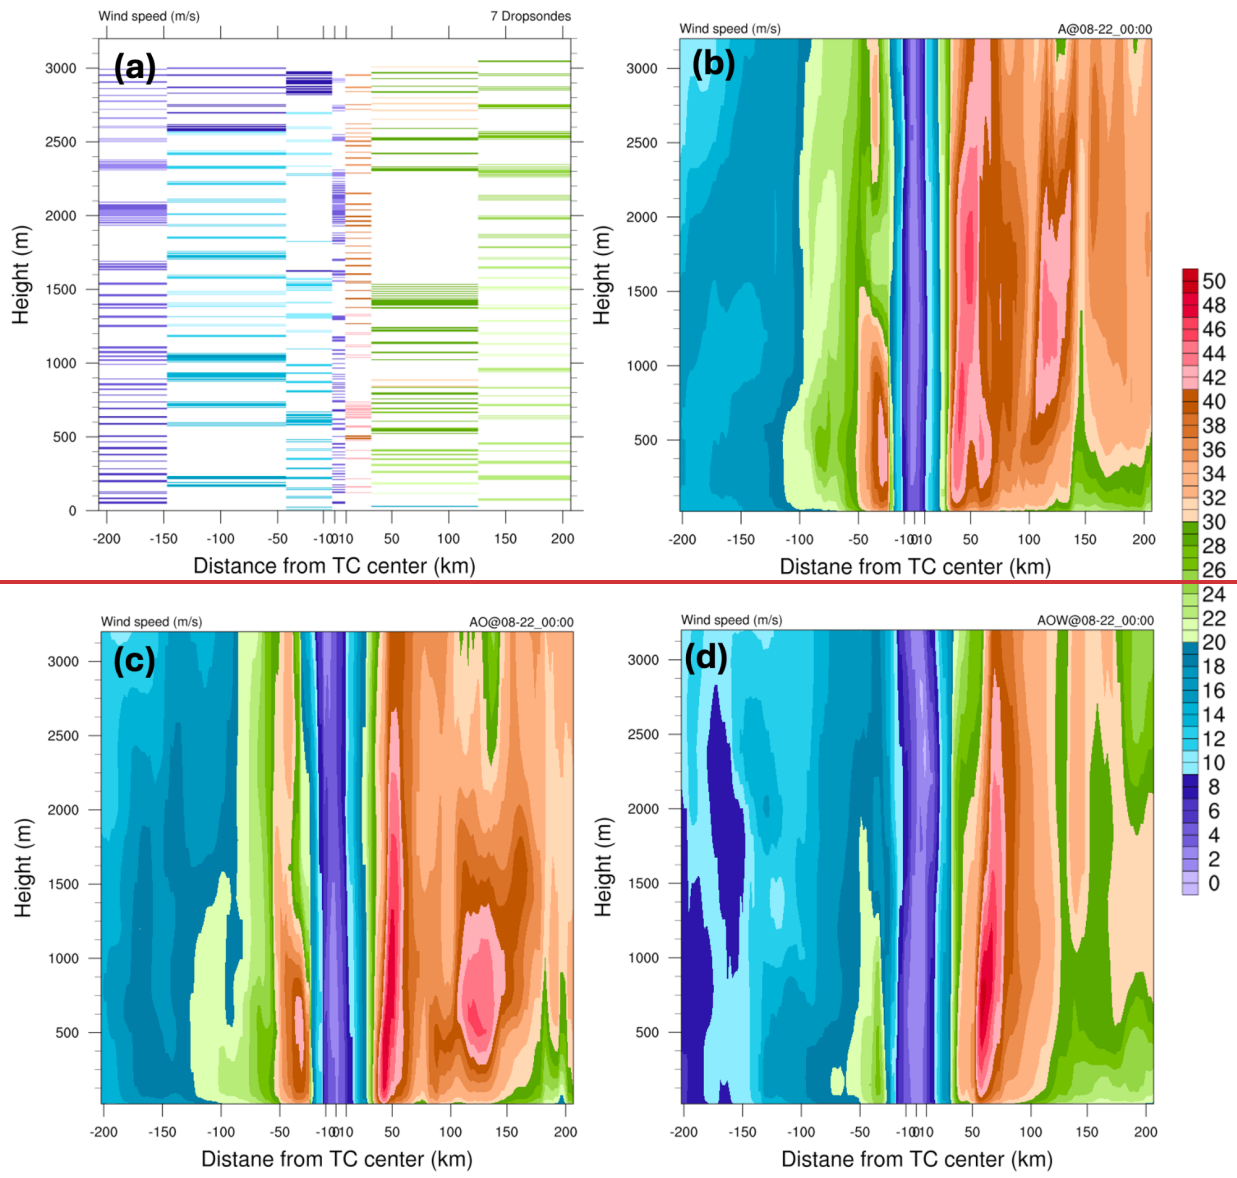 Wind speed (m/s) 7 Dropsondes
(a)
3000
2500
2000
1500
1000
500
0
Height (m)
-200 -150 -100 -50 -10 0 10 50 100 150 200
Distance from TC center (km)
Wind speed (m/s) A@08-22_00:00
(b)
3000
2500
2000
1500
1000
500
Height (m)
-200 -150 -100 -50 -10 0 10 50 100 150 200
Distane from TC center (km)
50
48
46
44
42
40
38
36
34
32
30
28
26
24
22
20
18
16
14
12
10
8
6
4
2
0
Wind speed (m/s) AO@08-22_00:00
(c)
3000
2500
2000
1500
1000
500
Height (m)
-200 -150 -100 -50 -10 0 10 50 100 150 200
Distane from TC center (km)
Wind speed (m/s) AOW@08-22_00:00
(d)
3000
2500
2000
1500
1000
500
Height (m)
-200 -150 -100 -50 -10 0 10 50 100 150 200
Distane from TC center (km)